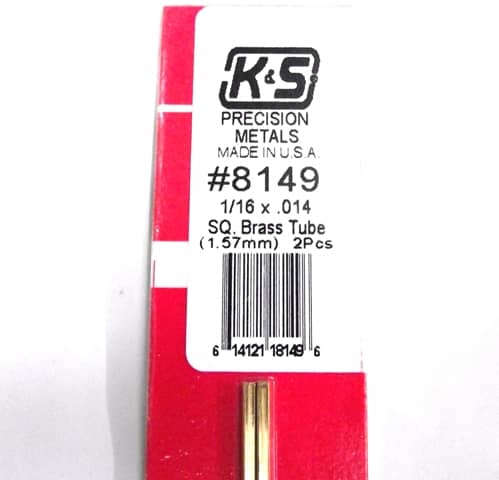 K&S
PRECISION
METALS
MADE IN U.S.A.
#8149
1/16 x .014
SQ. Brass Tube
(1.57mm) 2Pcs
6 14121 18149 6